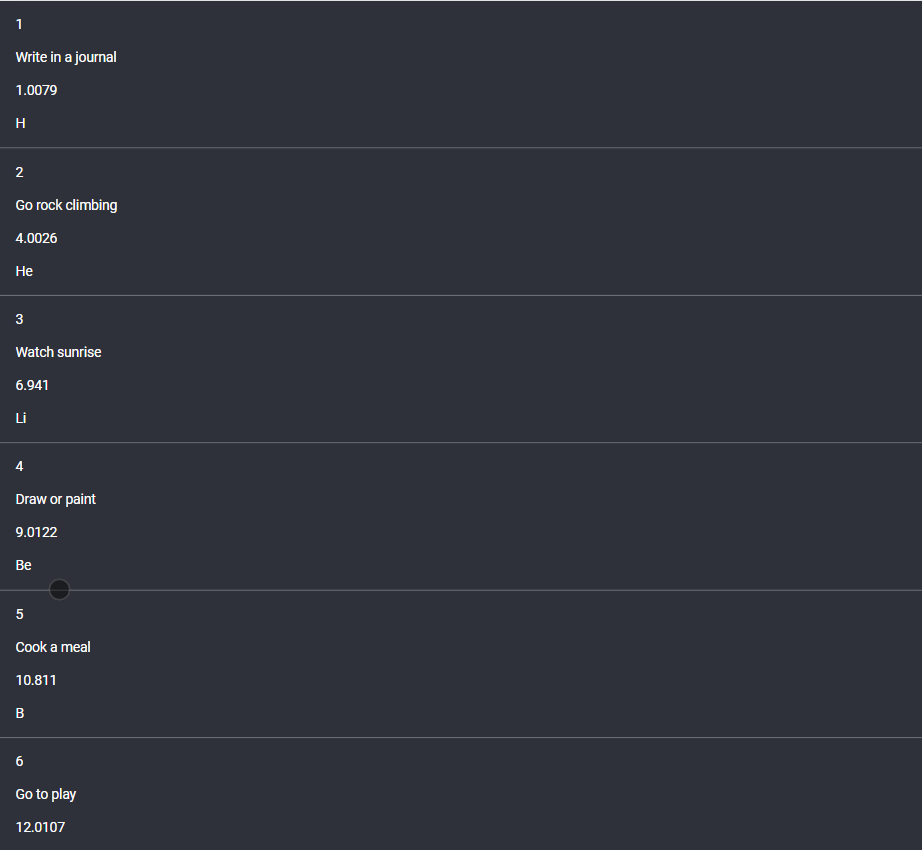 1
Write in a journal
1.0079
H
2
Go rock climbing
4.0026
He
3
Watch sunrise
6.941
Li
4
Draw or paint
9.0122
Be
5
Cook a meal
10.811
B
6
Go to play
12.0107